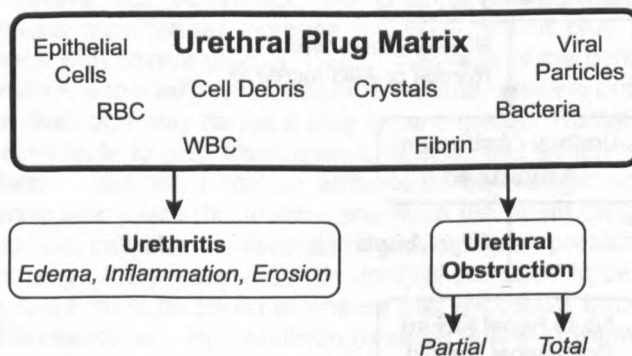 Urethral Plug Matrix
Epithelial
Cells
Viral
Particles
Cell Debris
Crystals
RBC
Bacteria
WBC
Fibrin
Urethritis
Edema, Inflammation, Erosion
Urethral
Obstruction
Partial
Total